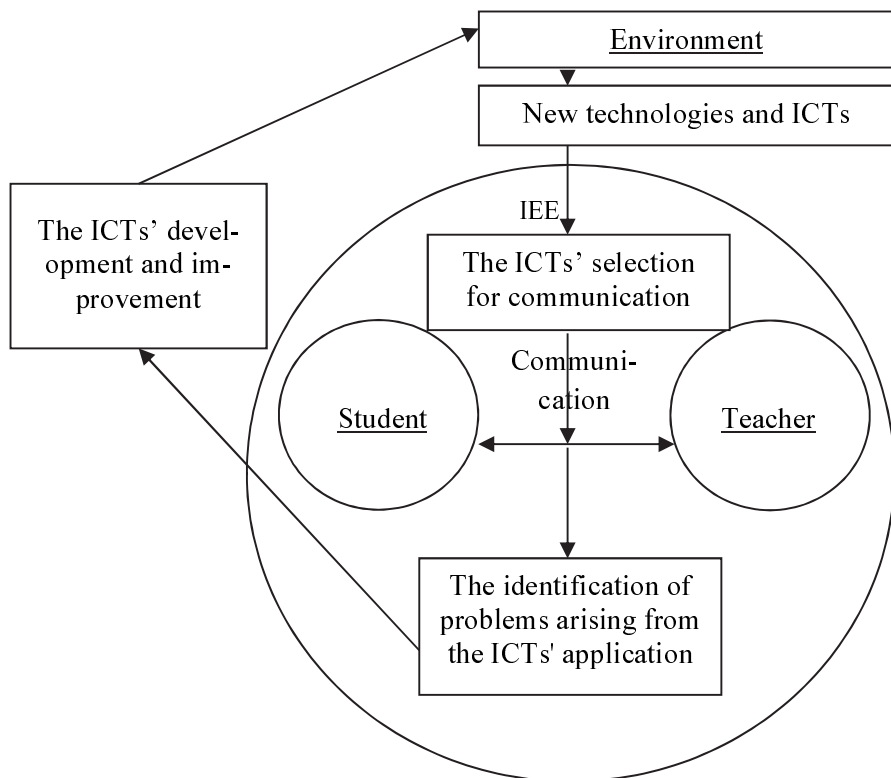 Environment
New technologies and ICTs
IEE
The ICTs’ selection
for communication
The ICTs’ devel-
opment and im-
provement
Communi-
cation
Student
Teacher
The identification of
problems arising from
the ICTs' application